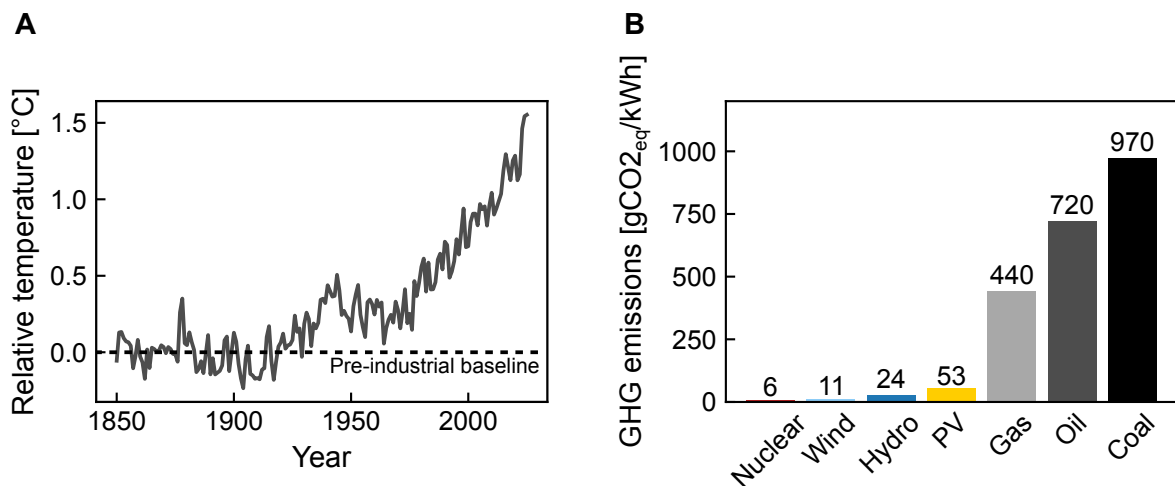 A
Relative temperature [°C]
1.5
1.0
0.5
0.0
Pre-industrial baseline
1850 1900 1950 2000
Year
B
GHG emissions [gCO2eq/kWh]
1000
750
500
250
0
6 11 24 53 440 720 970
Nuclear Wind Hydro PV Gas Oil Coal